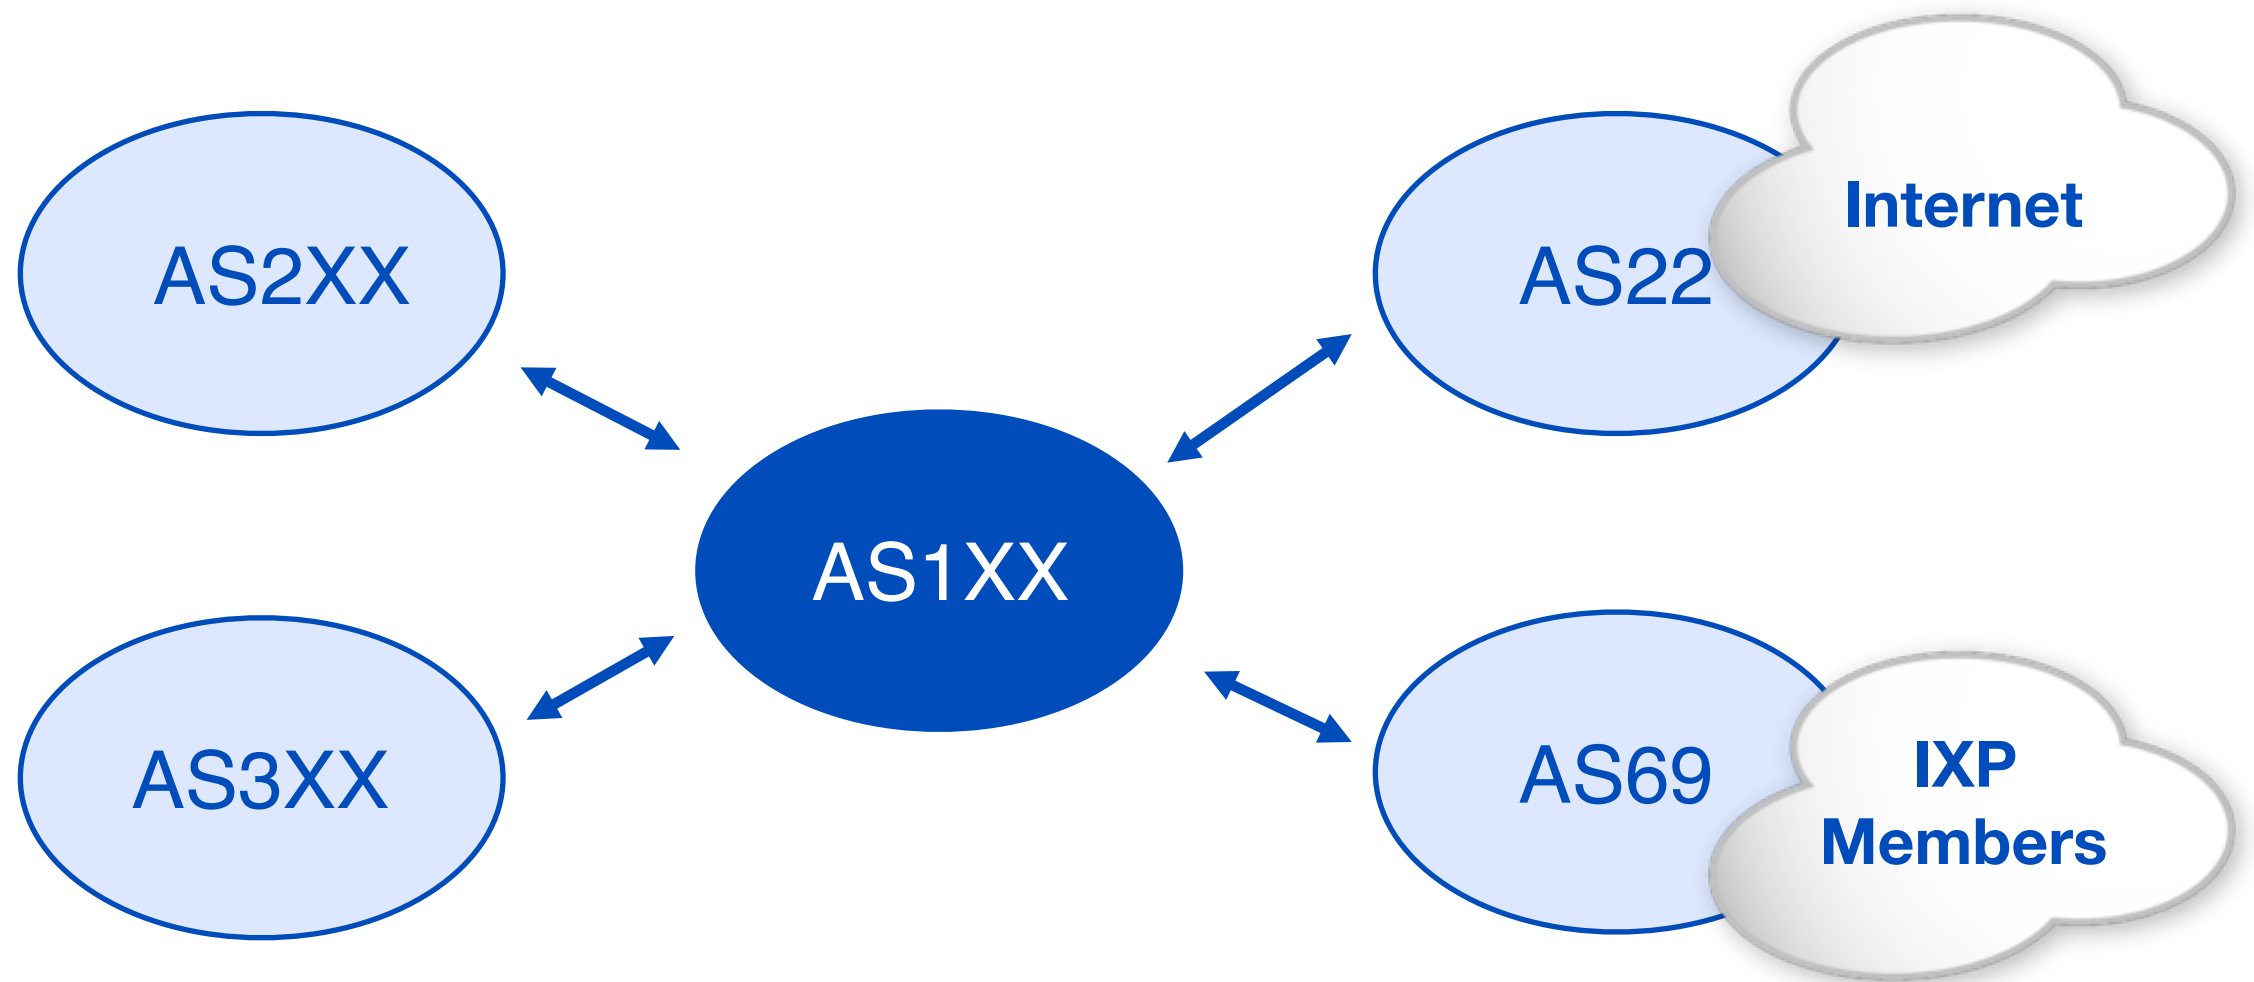 Internet
AS2XX
AS22
AS1XX
AS3XX
AS69
IXP
Members